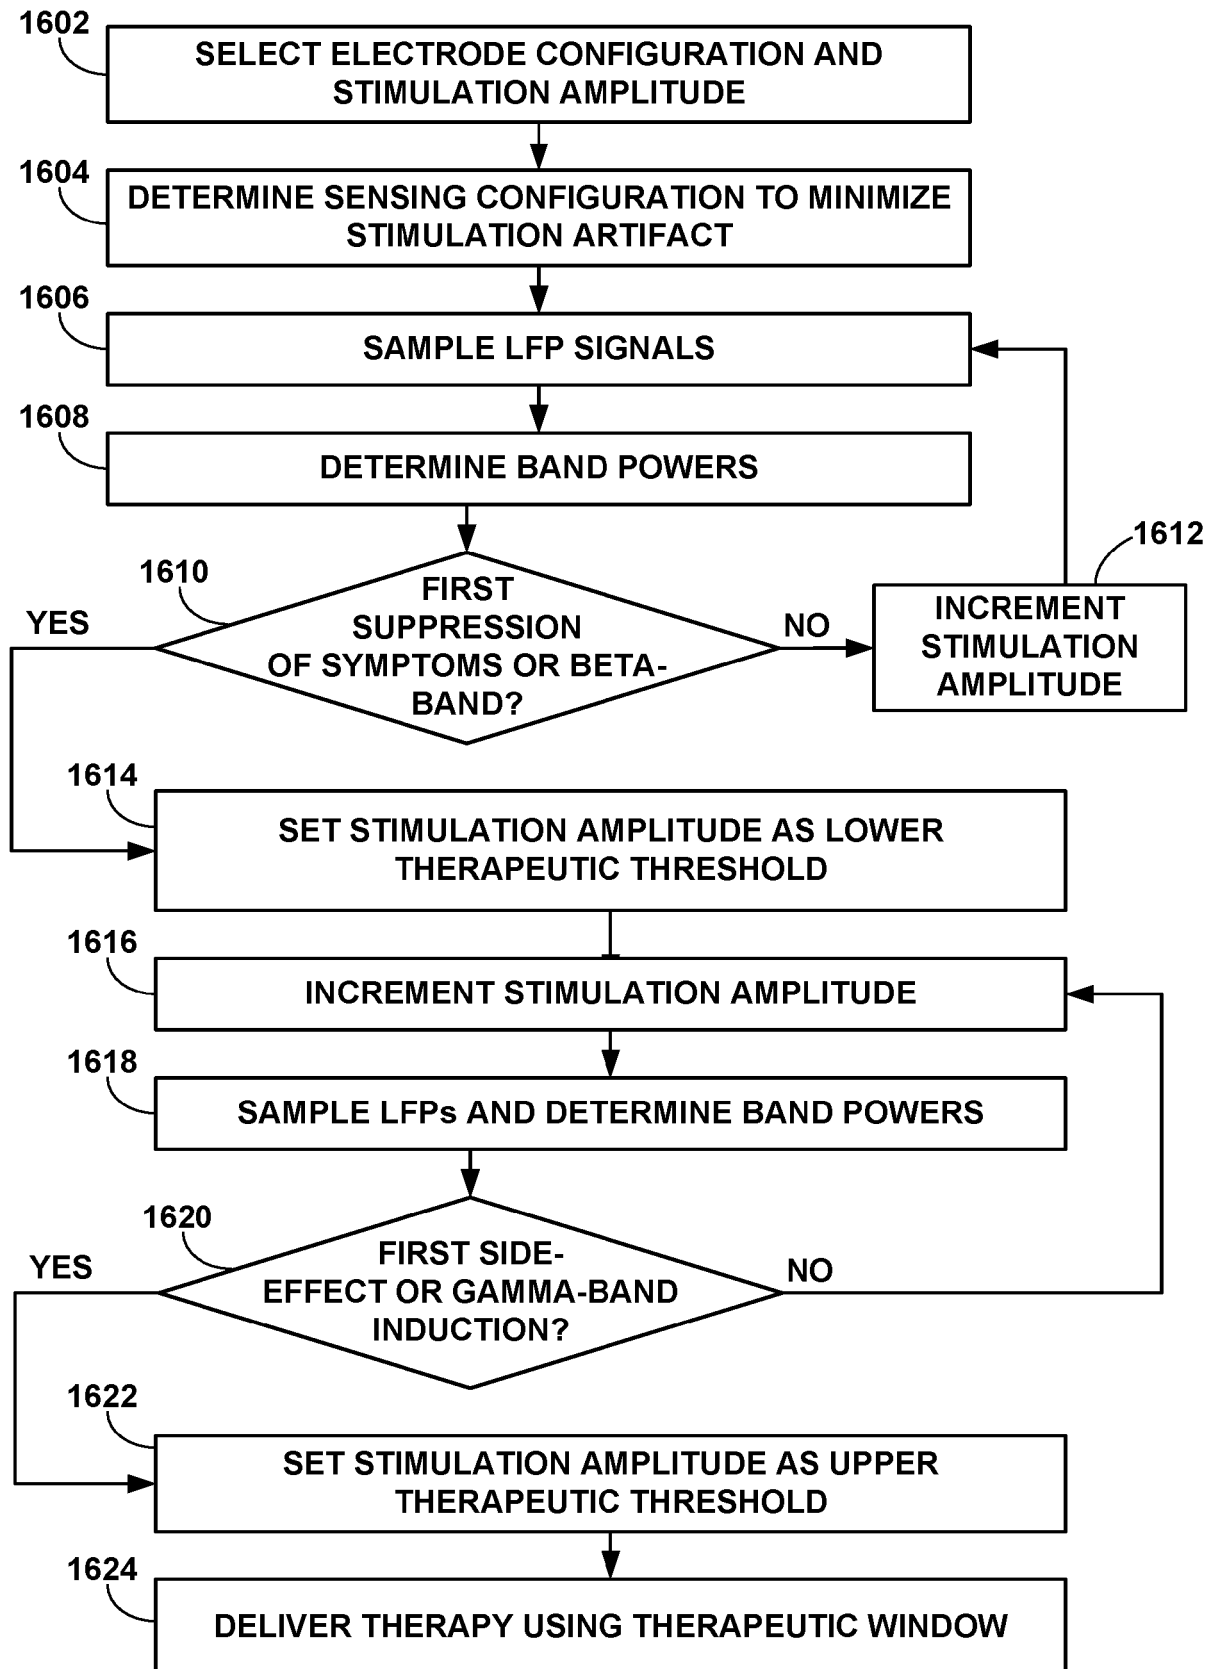 1602
SELECT ELECTRODE CONFIGURATION AND
STIMULATION AMPLITUDE
1604
DETERMINE SENSING CONFIGURATION TO MINIMIZE
STIMULATION ARTIFACT
1606
SAMPLE LFP SIGNALS
1608
DETERMINE BAND POWERS
1610
FIRST
SUPPRESSION
OF SYMPTOMS OR BETA-
BAND?
YES
NO
1612
INCREMENT
STIMULATION
AMPLITUDE
1614
SET STIMULATION AMPLITUDE AS LOWER
THERAPEUTIC THRESHOLD
1616
INCREMENT STIMULATION AMPLITUDE
1618
SAMPLE LFPs AND DETERMINE BAND POWERS
1620
FIRST SIDE-
EFFECT OR GAMMA-BAND
INDUCTION?
YES
NO
1622
SET STIMULATION AMPLITUDE AS UPPER
THERAPEUTIC THRESHOLD
1624
DELIVER THERAPY USING THERAPEUTIC WINDOW